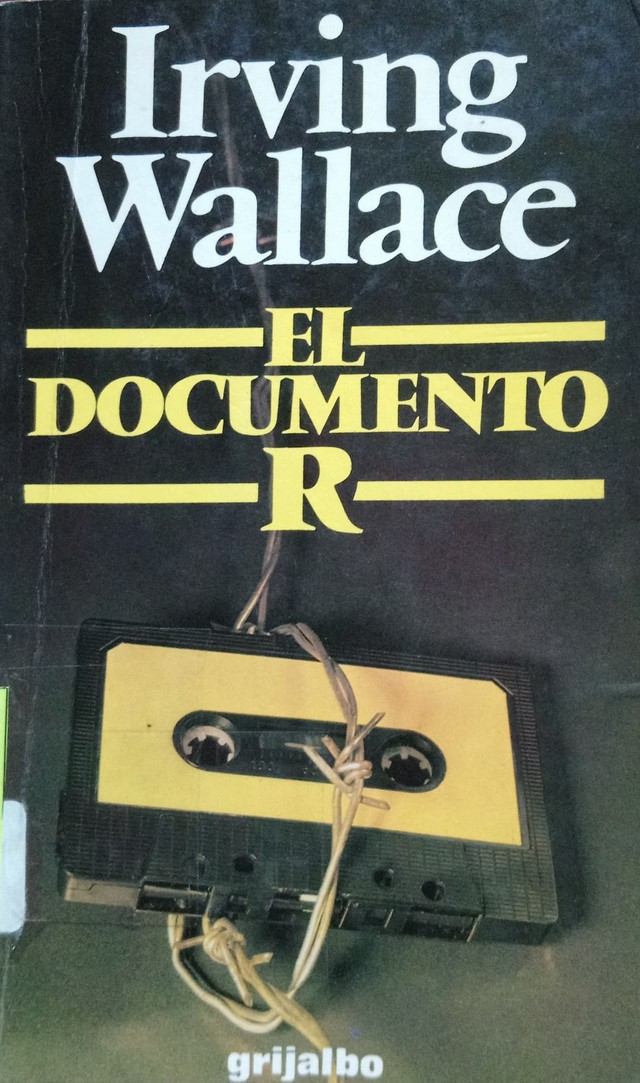 Irving
Wallace
EL
DOCUMENTO
R
grijalbo